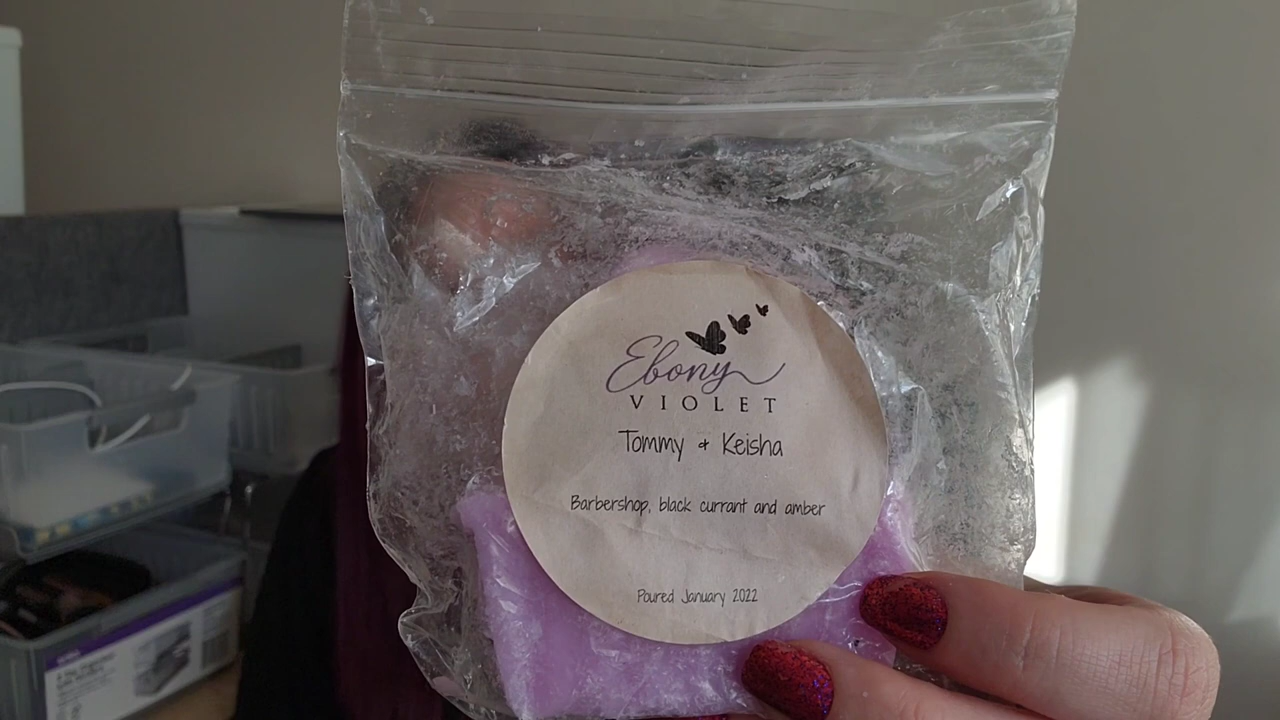 Ebony
VIOLET
Tommy & Keisha
Barbershop, black currant and amber
Poured January 2022